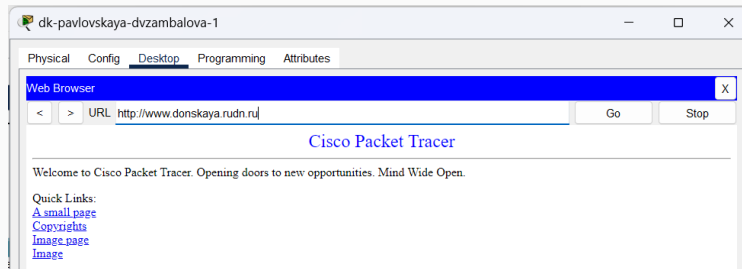 dk-pavlovskaya-dvzambalova-1
Physical Config Desktop Programming Attributes
Web Browser X
< > URL http://www.donskaya.rudn.ru Go Stop
Cisco Packet Tracer
Welcome to Cisco Packet Tracer. Opening doors to new opportunities. Mind Wide Open.
Quick Links:
A small page
Copyrights
Image page
Image